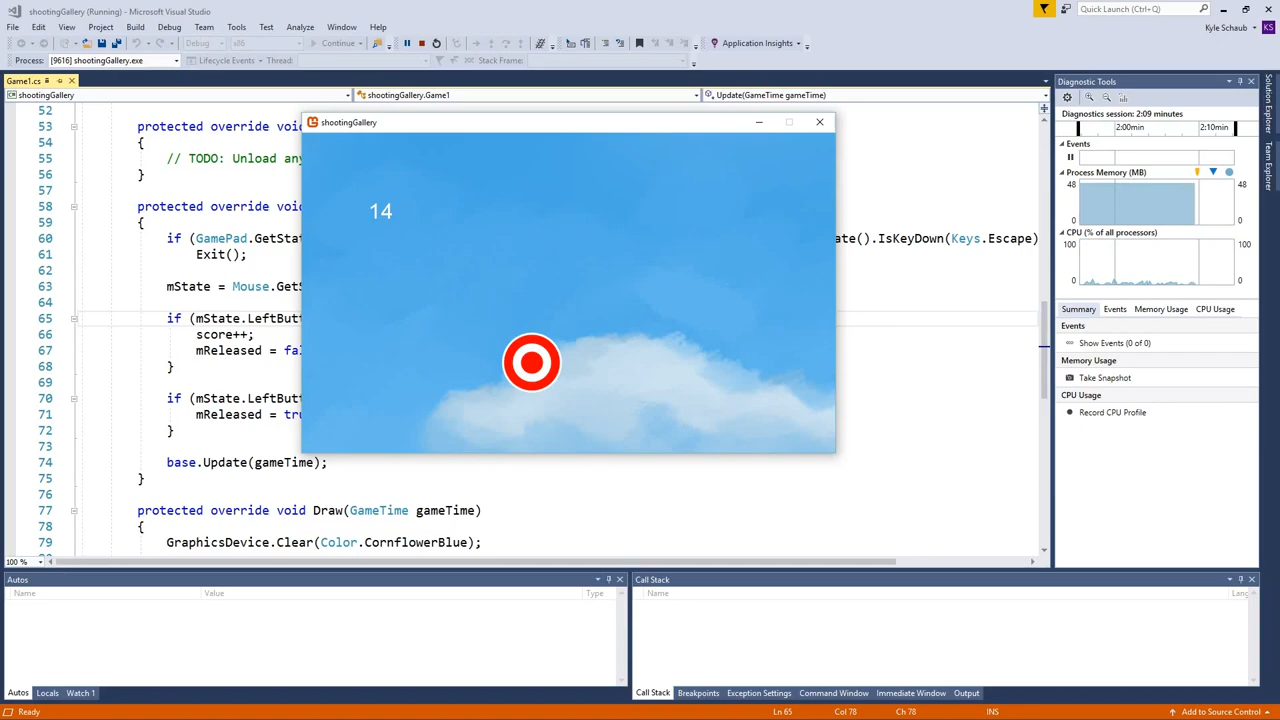 shootingGallery (Running) - Microsoft Visual Studio
Quick Launch (Ctrl+Q)
File Edit View Project Build Debug Team Tools Test Analyze Window Help
Kyle Schaub KS
Debug x86 Continue Application Insights
Process: [9616] shootingGallery.exe Lifecycle Events Thread: Stack Frame:
Game1.cs
shootingGallery shootingGallery.Game1 Update(GameTime gameTime)
52
53 protected override voi
54 {
55 // TODO: Unload any
56 }
57
58 protected override voi
59 {
60 if (GamePad.GetStat ate().IsKeyDown(Keys.Escape)
61 Exit();
62
63 mState = Mouse.GetS
64
65 if (mState.LeftButt
66 score++;
67 mReleased = fal
68 }
69
70 if (mState.LeftButt
71 mReleased = tru
72 }
73
74 base.Update(gameTime);
75 }
76
77 protected override void Draw(GameTime gameTime)
78 {
79 GraphicsDevice.Clear(Color.CornflowerBlue);
100 %
shootingGallery
14
Diagnostic Tools
Diagnostics session: 2:09 minutes
2:00min 2:10min
Events
Process Memory (MB)
48 48
0 0
CPU (% of all processors)
100 100
0 0
Summary Events Memory Usage CPU Usage
Events
Show Events (0 of 0)
Memory Usage
Take Snapshot
CPU Usage
Record CPU Profile
Solution Explorer
Team Explorer
Autos
Name Value Type
Autos Locals Watch 1
Call Stack
Name Lang
Call Stack Breakpoints Exception Settings Command Window Immediate Window Output
Ready Ln 65 Col 78 Ch 78 INS Add to Source Control